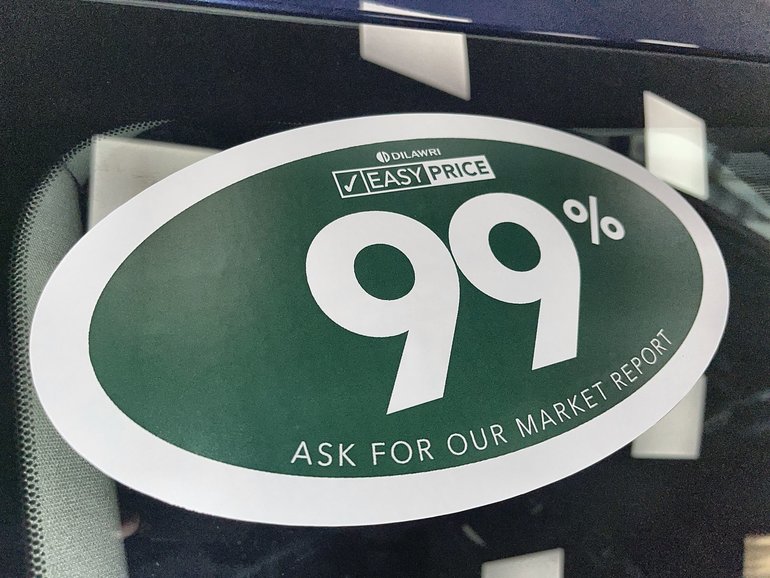 DILAWRI
✓ EASY PRICE
99%
ASK FOR OUR MARKET REPORT